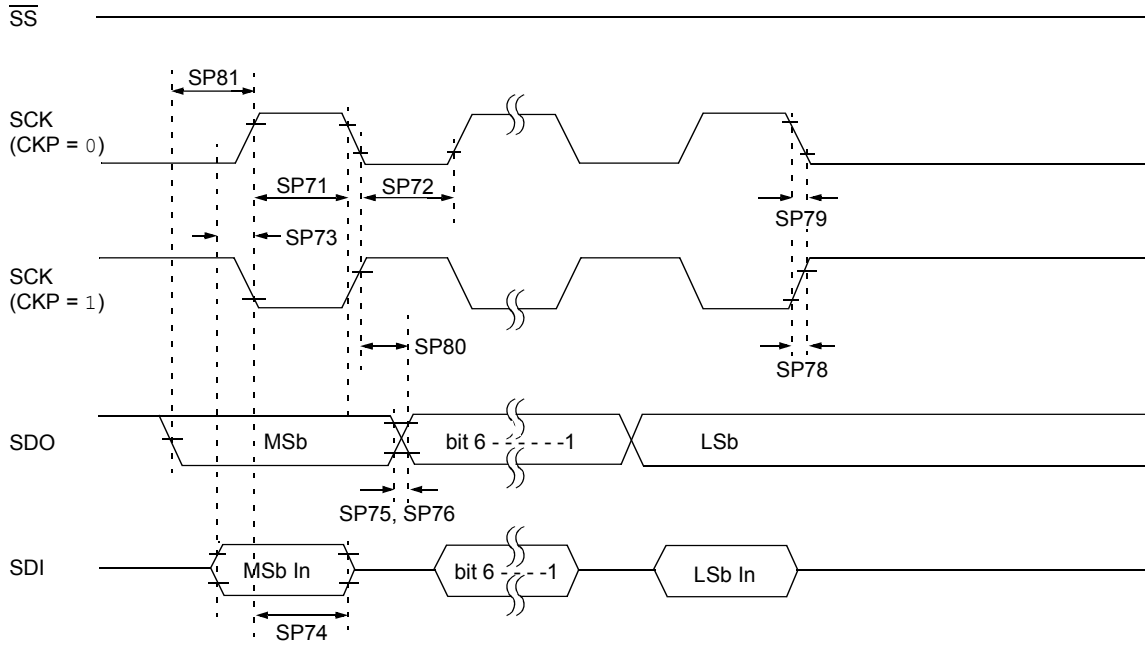 SS
SP81
SCK
(CKP = 0)
SP71
SP72
SP79
SP73
SCK
(CKP = 1)
SP80
SP78
SDO
MSb
bit 6 - - - - - - -1
LSb
SP75, SP76
SDI
MSb In
bit 6 - - - - -1
LSb In
SP74